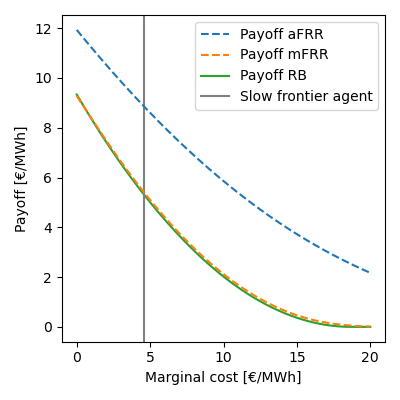 Payoff aFRR
Payoff mFRR
Payoff RB
Slow frontier agent
Payoff [€/MWh]
12
10
8
6
4
2
0
0 5 10 15 20
Marginal cost [€/MWh]